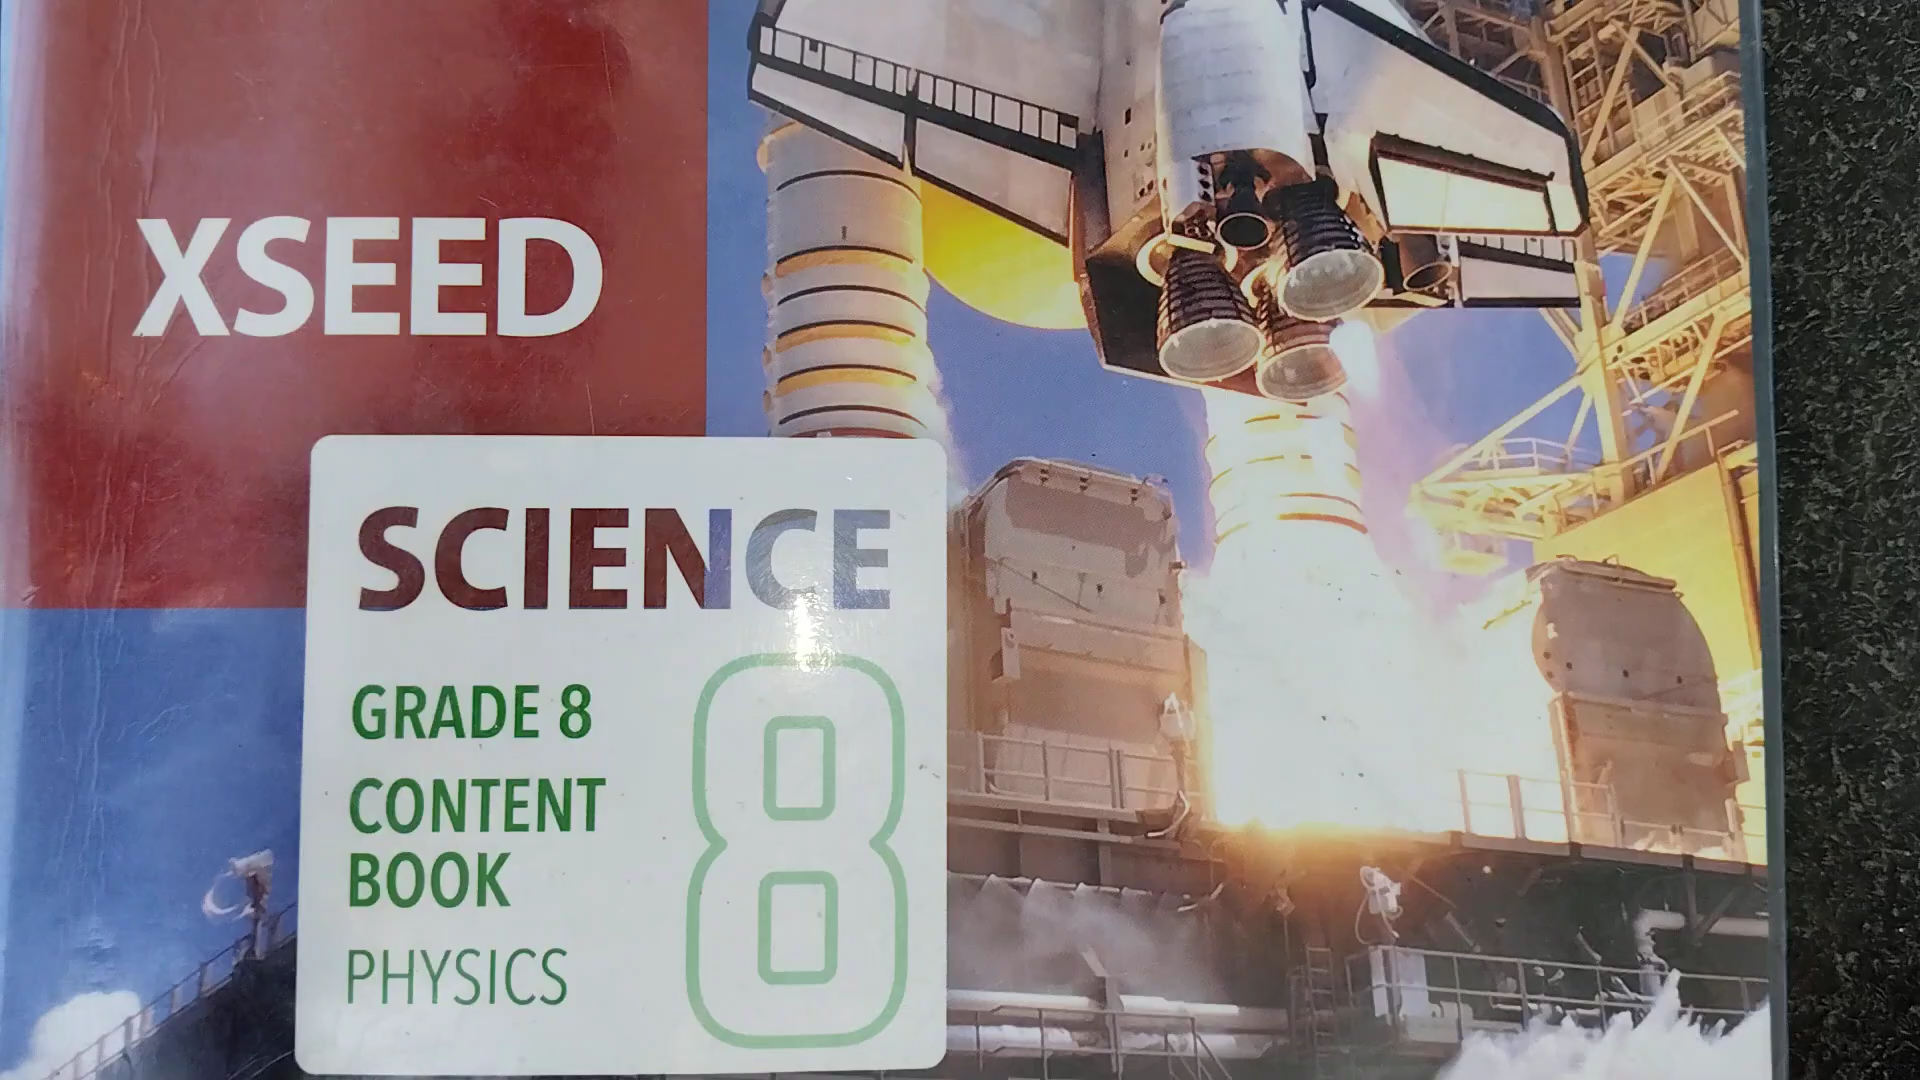 XSEED
SCIENCE
GRADE 8
CONTENT
BOOK
PHYSICS
8